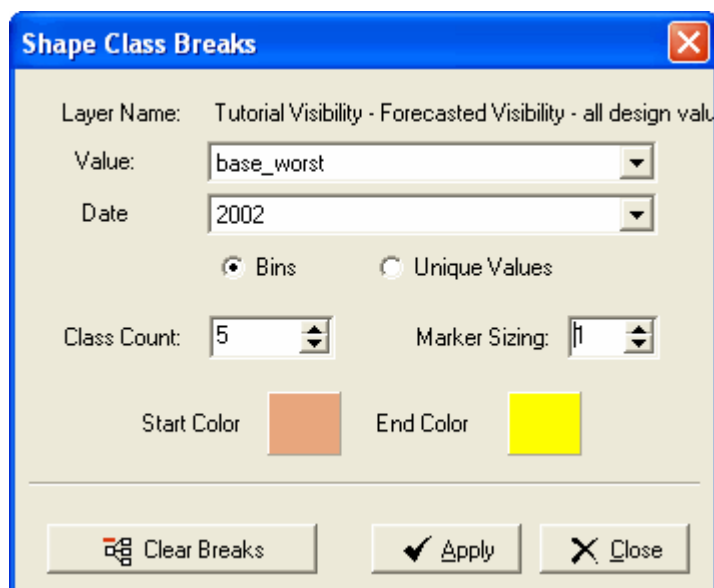 Shape Class Breaks
Layer Name: Tutorial Visibility - Forecasted Visibility - all design valu
Value: base_worst
Date 2002
Bins Unique Values
Class Count: 5 Marker Sizing: 1
Start Color End Color
Clear Breaks Apply Close